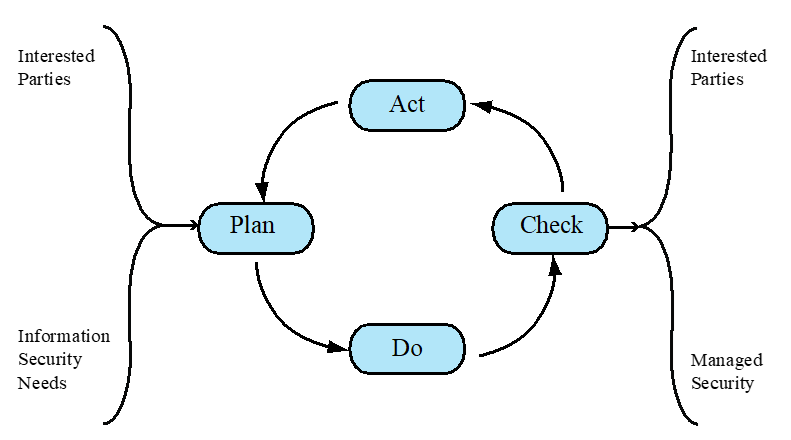 Interested
Parties
Information
Security
Needs
Act
Plan
Check
Do
Interested
Parties
Managed
Security